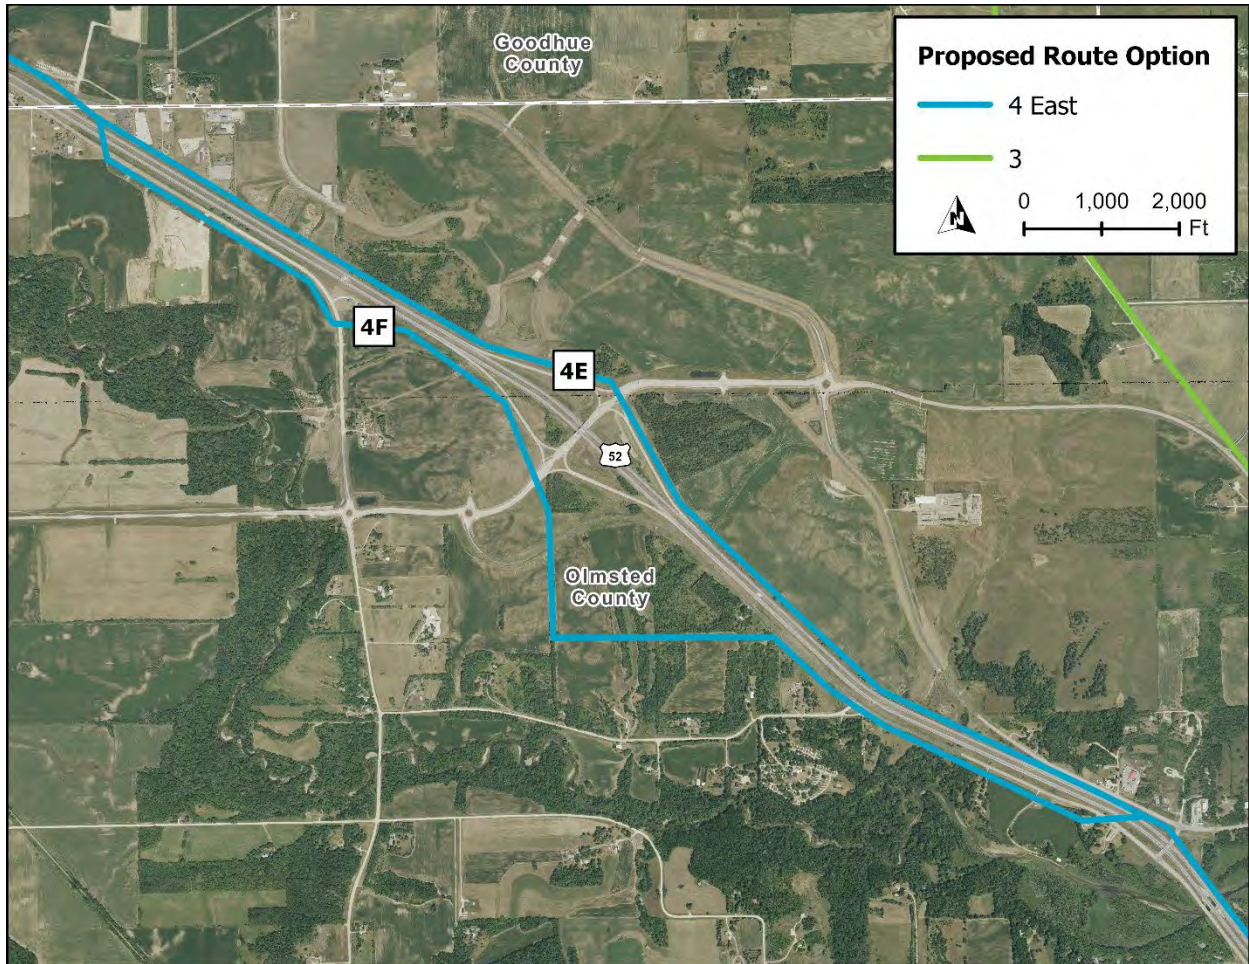 Goodhue
County
Proposed Route Option
4 East
3
N
0 1,000 2,000
Ft
4F
4E
52
Olmsted
County